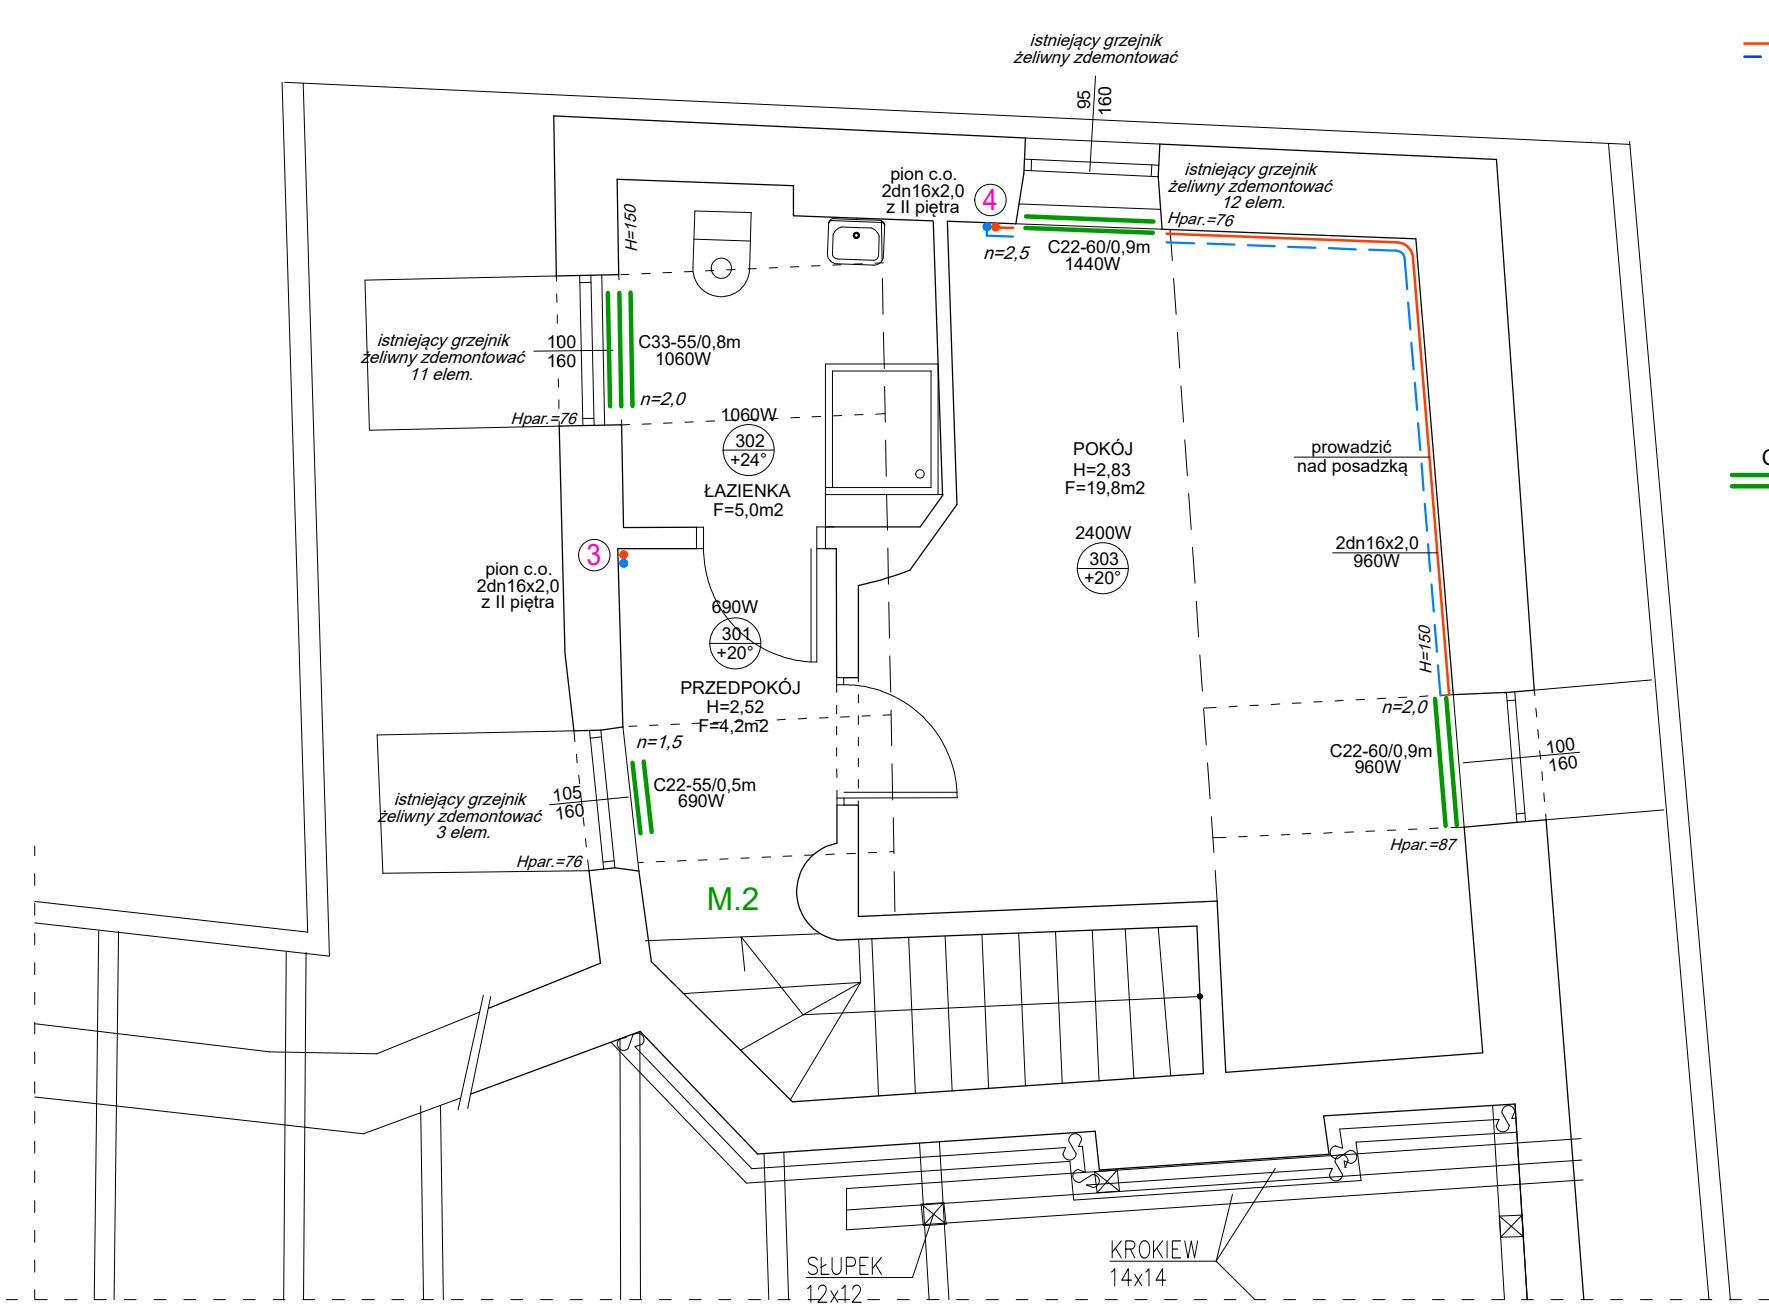 istniejący grzejnik
żeliwny zdemontować
95
160
pion c.o.
2dn16x2,0
z II piętra
4
istniejący grzejnik
żeliwny zdemontować
12 elem.
Hpar.=76
H=150
n=2,5
C22-60/0,9m
1440W
istniejący grzejnik
żeliwny zdemontować
11 elem.
100
160
C33-55/0,8m
1060W
n=2,0
Hpar.=76
1060W
302
+24°
ŁAZIENKA
F=5,0m2
POKÓJ
H=2,83
F=19,8m2
prowadzić
nad posadzką
2400W
303
+20°
2dn16x2,0
960W
3
pion c.o.
2dn16x2,0
z II piętra
690W
301
+20°
H=150
PRZEDPOKÓJ
H=2,52
F=4,2m2
n=1,5
n=2,0
C22-60/0,9m
960W
100
160
C22-55/0,5m
690W
105
160
istniejący grzejnik
żeliwny zdemontować
3 elem.
Hpar.=76
Hpar.=87
M.2
KROKIEW
14x14
SŁUPEK
12x12